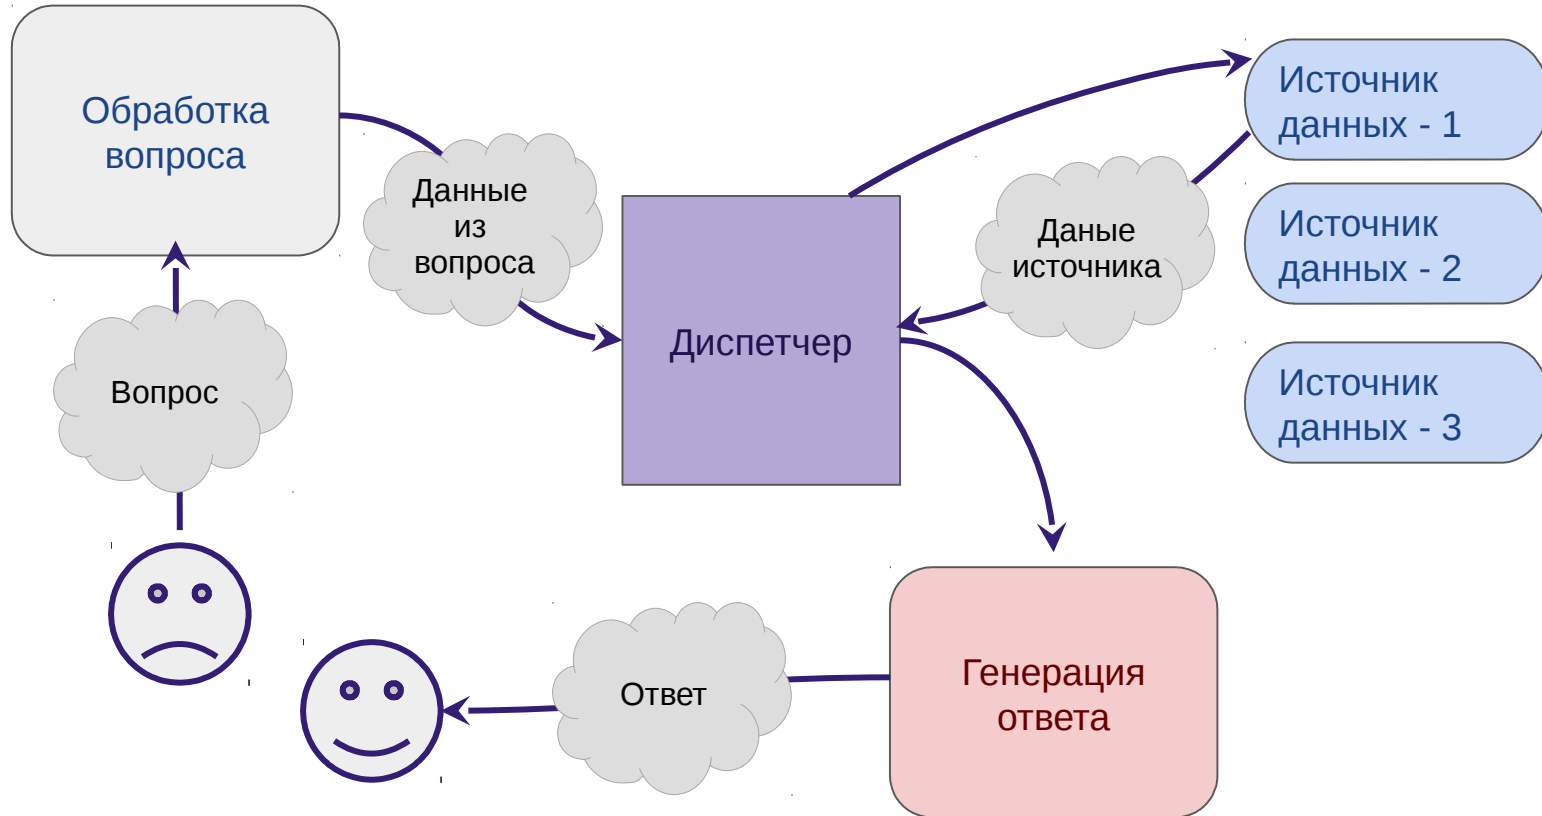 Обработка
вопроса
Данные
из
вопроса
Вопрос
Диспетчер
Даные
источника
Источник
данных - 1
Источник
данных - 2
Источник
данных - 3
Ответ
Генерация
ответа